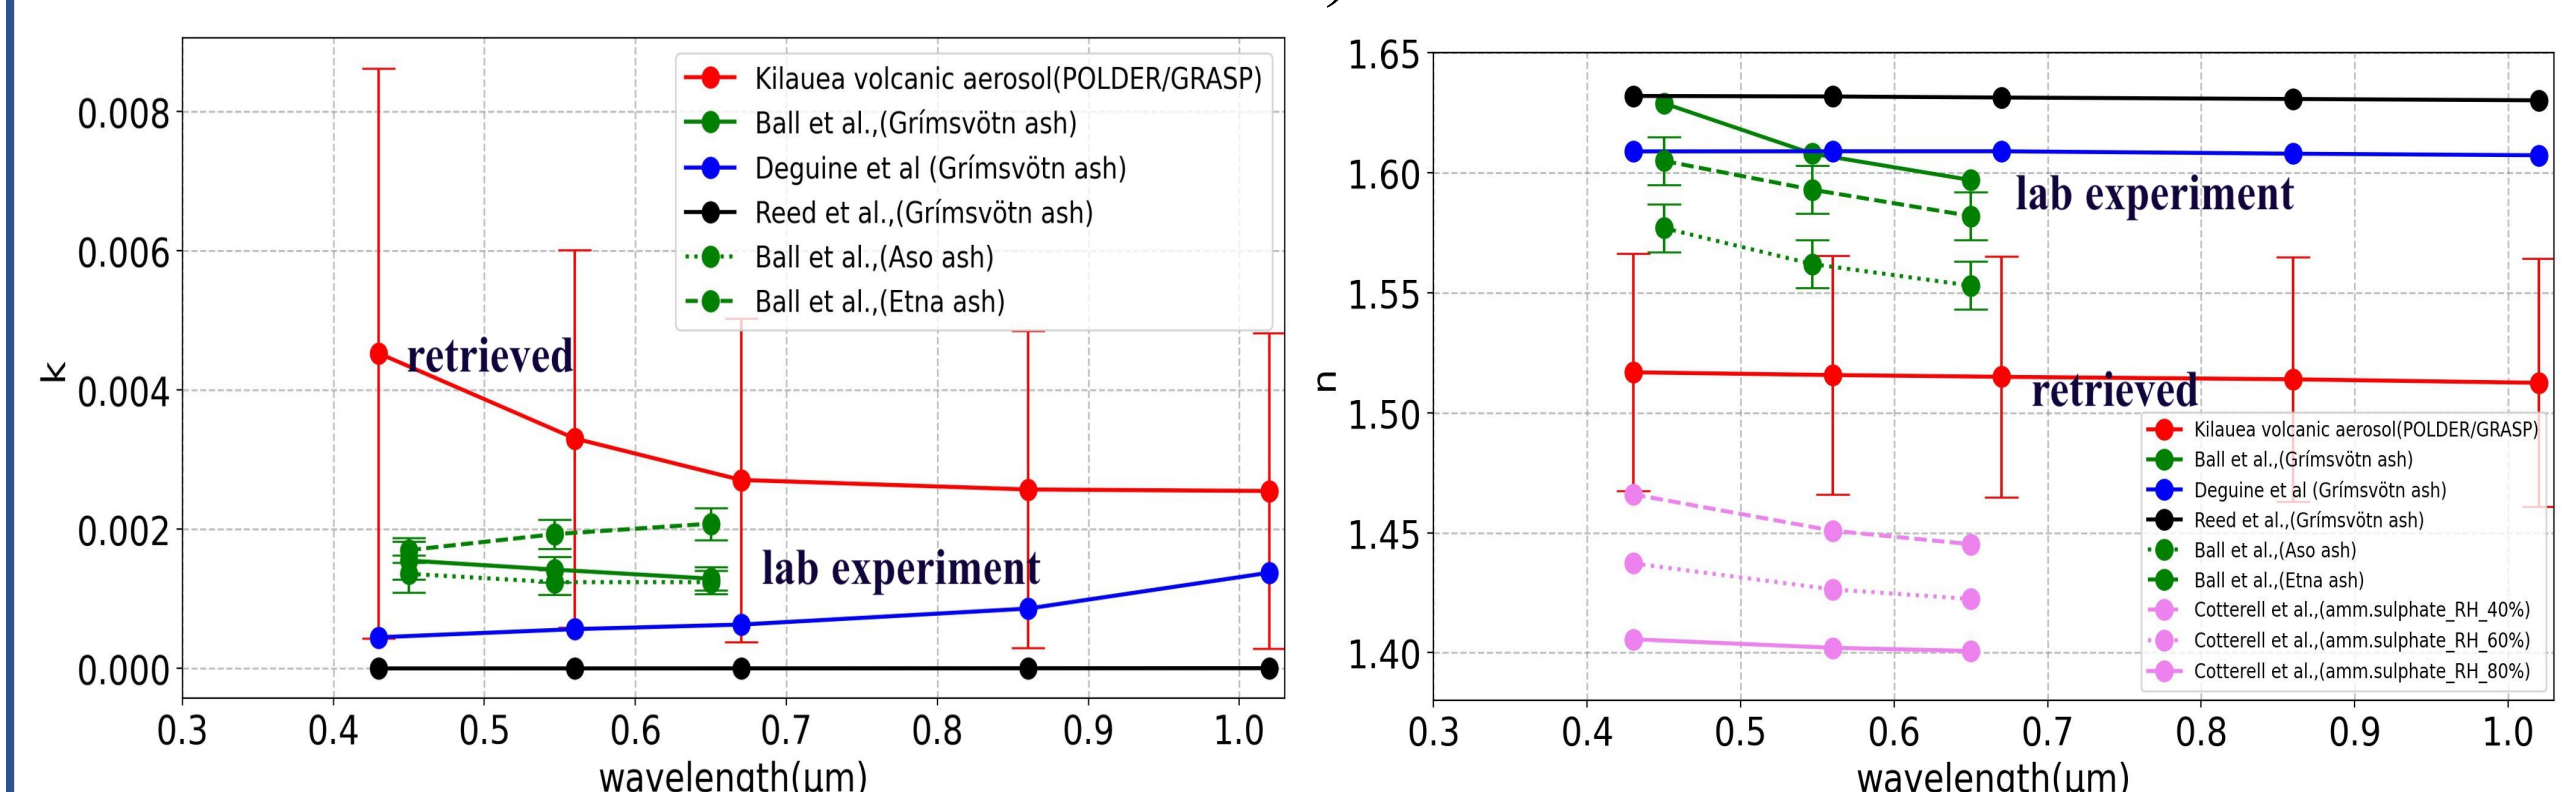 Kilauea volcanic aerosol(POLDER/GRASP)
Ball et al.,(Grímsvötn ash)
Deguine et al (Grímsvötn ash)
Reed et al.,(Grímsvötn ash)
Ball et al.,(Aso ash)
Ball et al.,(Etna ash)
0.008
0.006
0.004
0.002
0.000
k
retrieved
lab experiment
0.3 0.4 0.5 0.6 0.7 0.8 0.9 1.0
wavelength(μm)
1.65
1.60
1.55
1.50
1.45
1.40
n
lab experiment
retrieved
Kilauea volcanic aerosol(POLDER/GRASP)
Ball et al.,(Grímsvötn ash)
Deguine et al (Grímsvötn ash)
Reed et al.,(Grímsvötn ash)
Ball et al.,(Aso ash)
Ball et al.,(Etna ash)
Cotterell et al.,(amm.sulphate_RH_40%)
Cotterell et al.,(amm.sulphate_RH_60%)
Cotterell et al.,(amm.sulphate_RH_80%)
0.3 0.4 0.5 0.6 0.7 0.8 0.9 1.0
wavelength(μm)